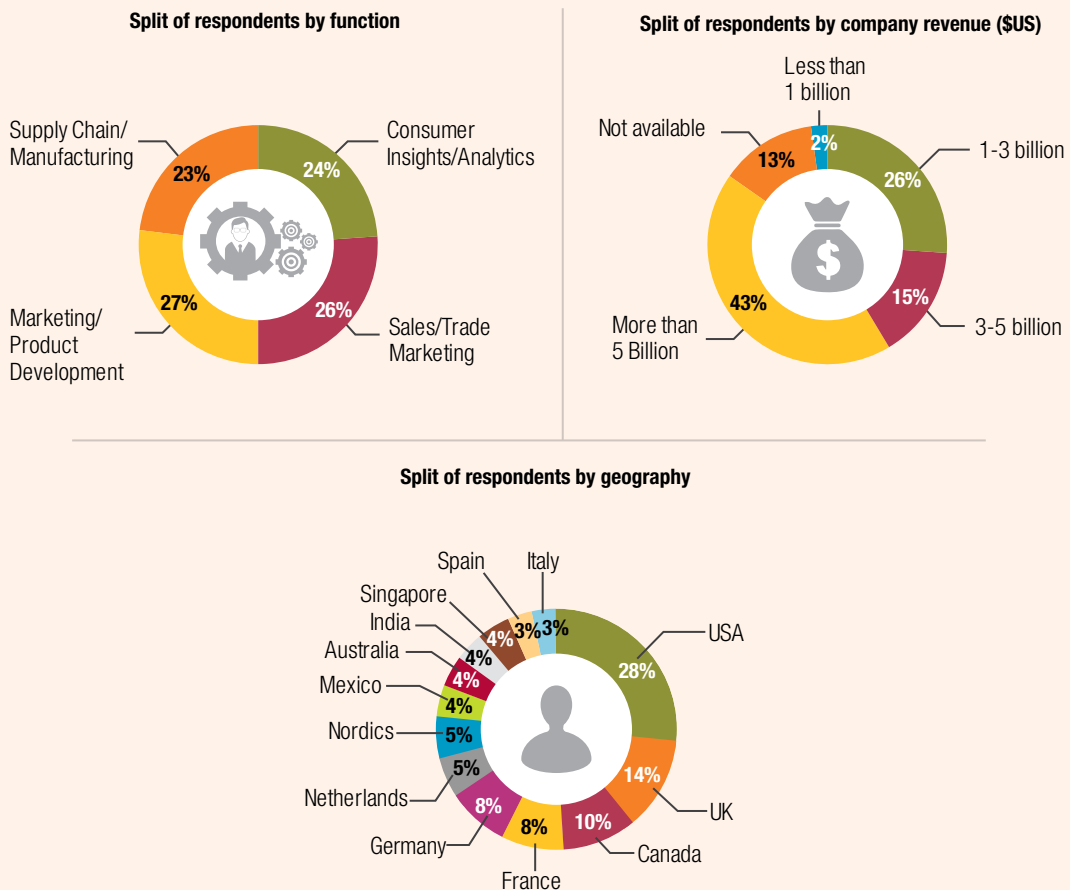 Split of respondents by function
Supply Chain/
Manufacturing
23%
Consumer
Insights/Analytics
24%
Marketing/
Product
Development
27%
26%
Sales/Trade
Marketing
Split of respondents by company revenue ($US)
Less than
1 billion
2%
Not available
13%
1-3 billion
26%
More than
5 Billion
43%
15%
3-5 billion
$
Split of respondents by geography
Spain
3%
Italy
3%
Singapore
4%
India
4%
Australia
4%
Mexico
4%
Nordics
5%
Netherlands
5%
Germany
8%
France
8%
Canada
10%
UK
14%
USA
28%